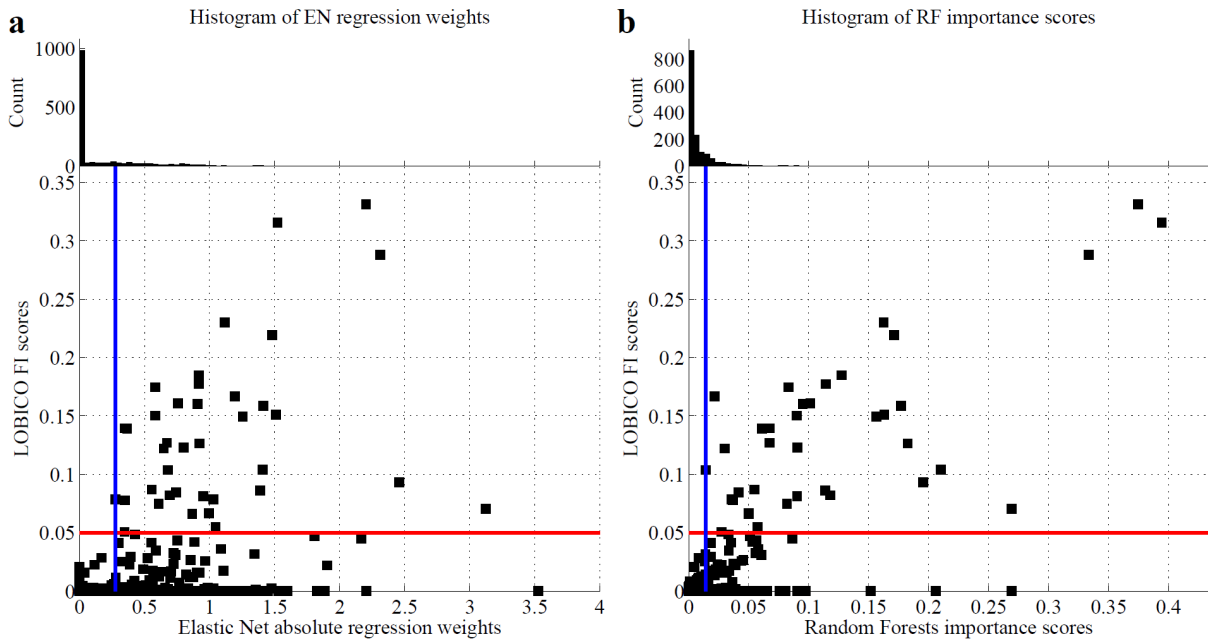 a
Histogram of EN regression weights
Count
1000
500
0
LOBICO FI scores
0.35
0.3
0.25
0.2
0.15
0.1
0.05
0
0 0.5 1 1.5 2 2.5 3 3.5 4
Elastic Net absolute regression weights
b
Histogram of RF importance scores
Count
800
600
400
200
0
LOBICO FI scores
0.35
0.3
0.25
0.2
0.15
0.1
0.05
0
0 0.05 0.1 0.15 0.2 0.25 0.3 0.35 0.4
Random Forests importance scores